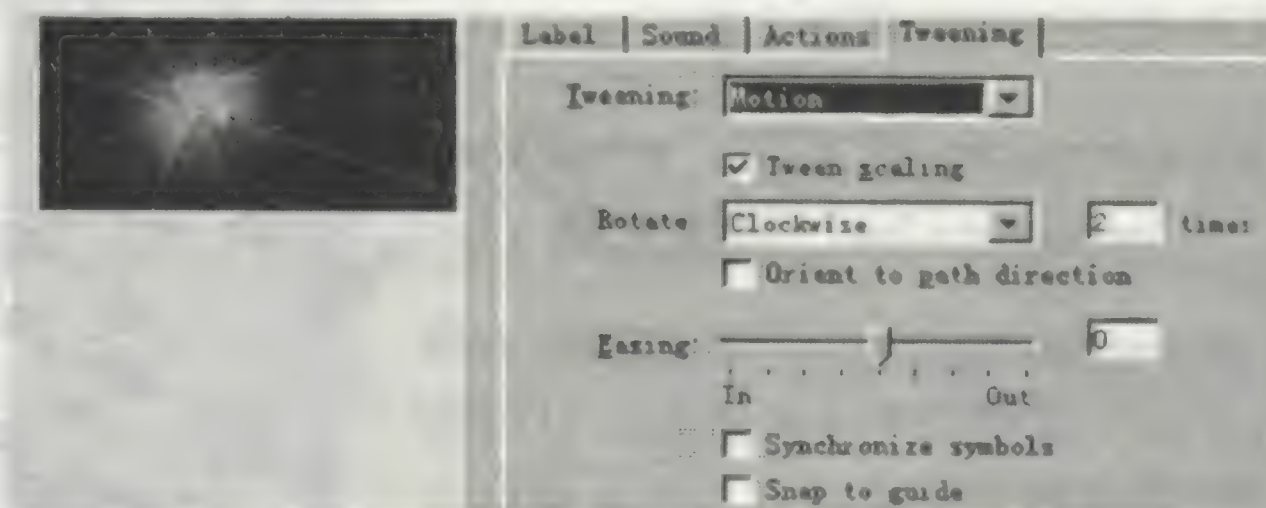 Label | Sound | Actions Tweening |
Tweening: Motion
Tween scaling
Rotate Clockwise 2 times
Orient to path direction
Easing: 0
In Out
Synchronize symbols
Snap to guide